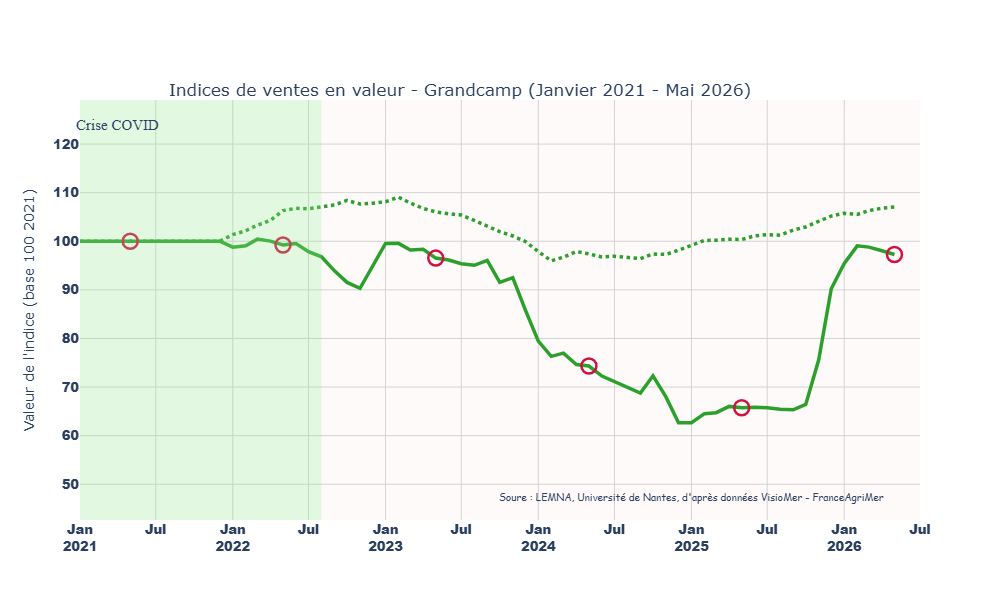 Indices de ventes en valeur - Grandcamp (Janvier 2021 - Mai 2026)
Crise COVID
Valeur de l'indice (base 100 2021)
120
110
100
90
80
70
60
50
Soure : LEMNA, Université de Nantes, d'après données VisioMer - FranceAgriMer
Jan Jul Jan Jul Jan Jul Jan Jul Jan Jul Jan Jul
2021 2022 2023 2024 2025 2026